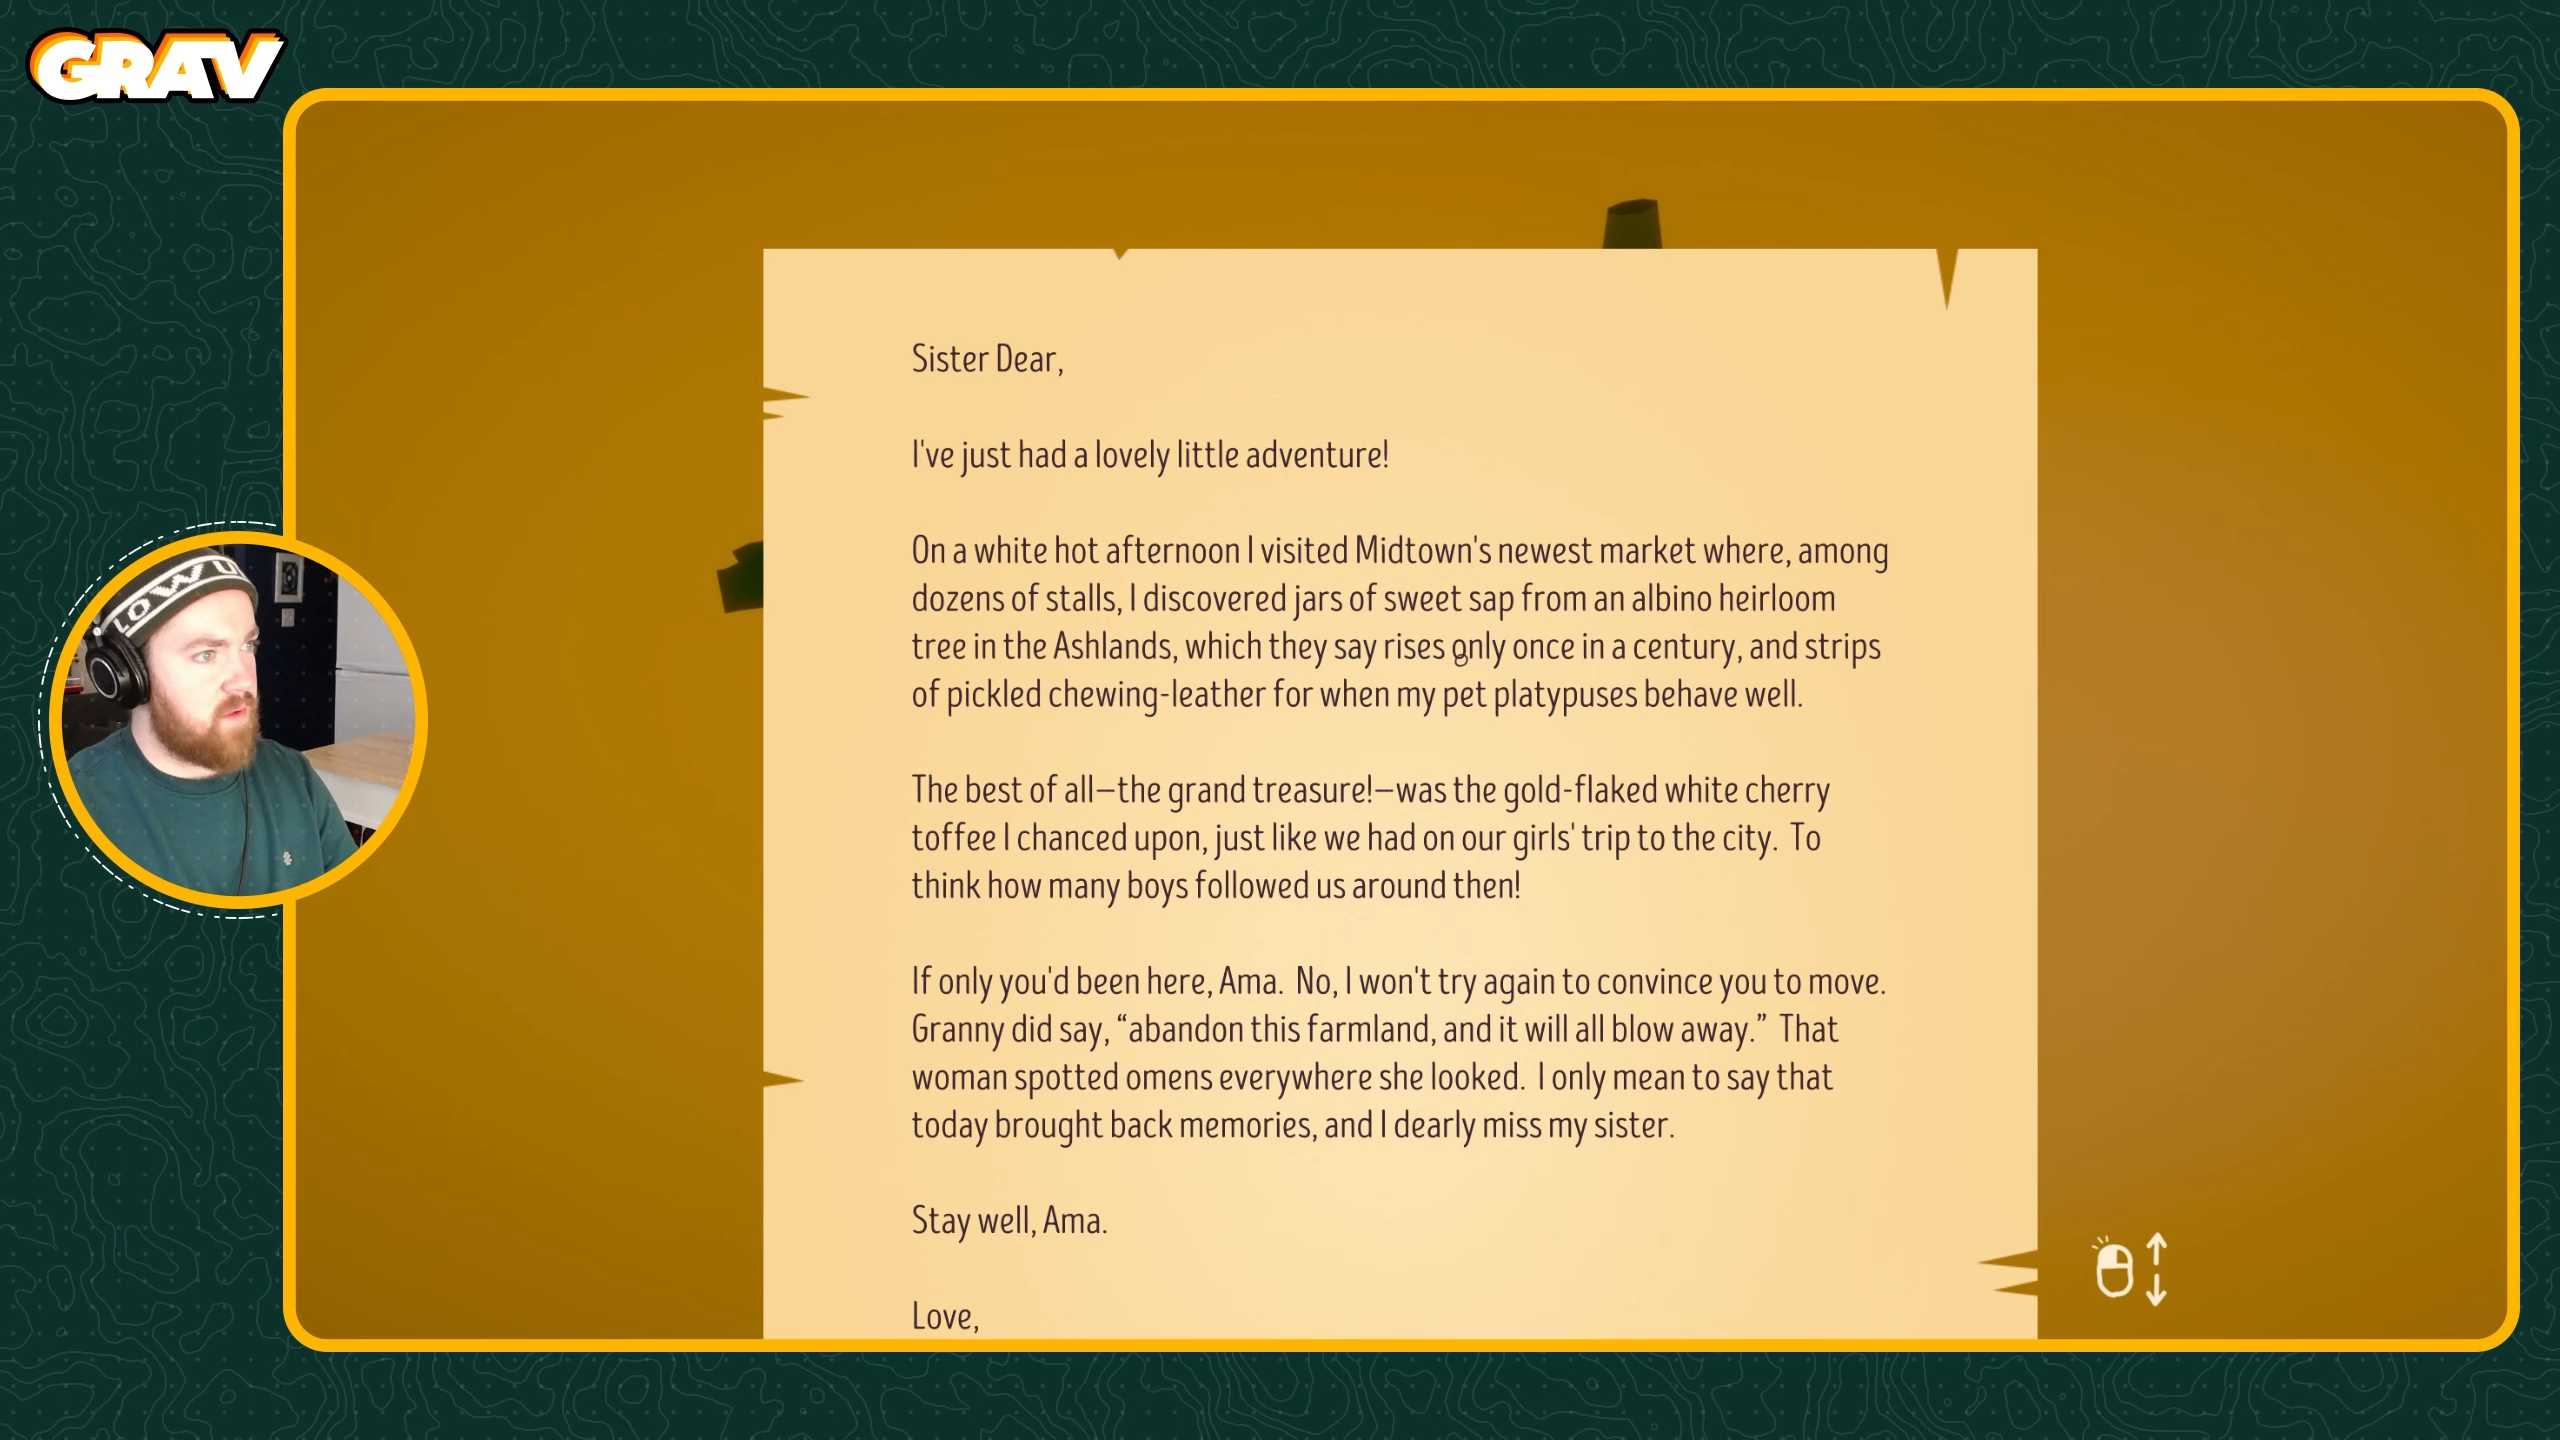 GRAV
LOW U
Sister Dear,
I've just had a lovely little adventure!
On a white hot afternoon I visited Midtown's newest market where, among
dozens of stalls, I discovered jars of sweet sap from an albino heirloom
tree in the Ashlands, which they say rises only once in a century, and strips
of pickled chewing-leather for when my pet platypuses behave well.
The best of all—the grand treasure!—was the gold-flaked white cherry
toffee I chanced upon, just like we had on our girls' trip to the city.  To
think how many boys followed us around then!
If only you'd been here, Ama.  No, I won't try again to convince you to move.
Granny did say, “abandon this farmland, and it will all blow away.”  That
woman spotted omens everywhere she looked.  I only mean to say that
today brought back memories, and I dearly miss my sister.
Stay well, Ama.
Love,